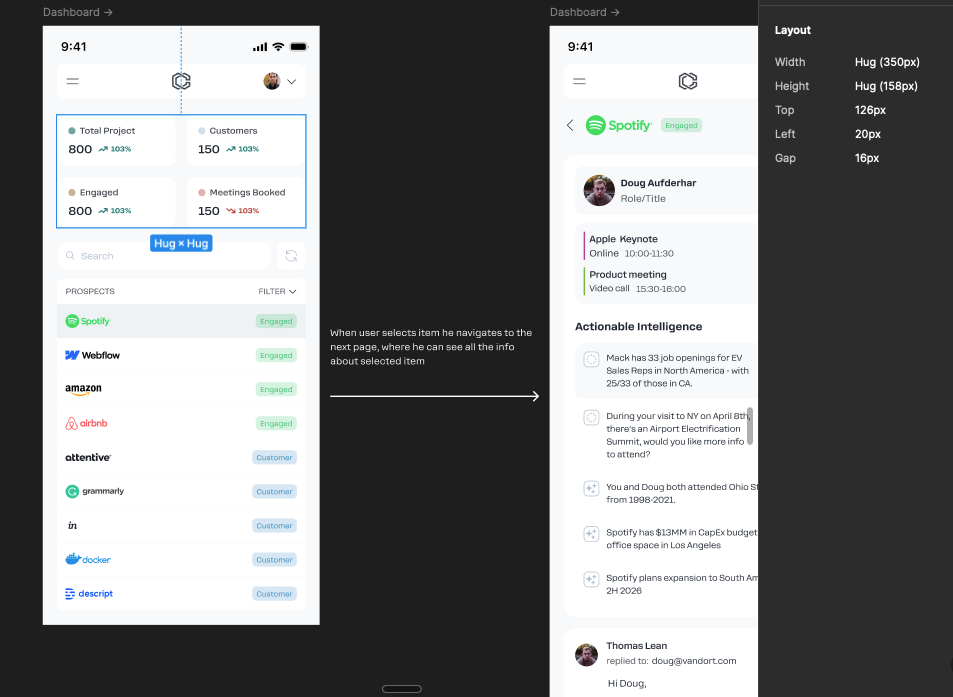 Dashboard →
9:41
Total Project
800 103%
Customers
150 103%
Engaged
800 103%
Meetings Booked
150 103%
Hug × Hug
Search
PROSPECTS FILTER
Spotify Engaged
Webflow Engaged
amazon Engaged
airbnb Engaged
attentive Customer
grammarly Customer
in Customer
docker Customer
descript Customer
When user selects item he navigates to the
next page, where he can see all the info
about selected item
Dashboard →
9:41
Spotify Engaged
Doug Aufderhar
Role/Title
Apple Keynote
Online 10:00-11:30
Product meeting
Video call 15:30-16:00
Actionable Intelligence
Mack has 33 job openings for EV
Sales Reps in North America - with
25/33 of those in CA.
During your visit to NY on April 8th,
there's an Airport Electrification
Summit, would you like more info
to attend?
You and Doug both attended Ohio St
from 1998-2021.
Spotify has $13MM in CapEx budget
office space in Los Angeles
Spotify plans expansion to South Am
2H 2026
Thomas Lean
replied to: doug@vandort.com
Hi Doug,
Layout
Width Hug (350px)
Height Hug (158px)
Top 126px
Left 20px
Gap 16px